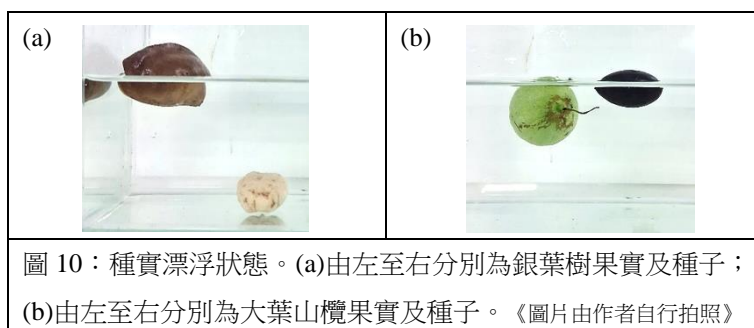 (a)
(b)
圖 10：種實漂浮狀態。(a)由左至右分別為銀葉樹果實及種子；
(b)由左至右分別為大葉山欖果實及種子。《圖片由作者自行拍照》